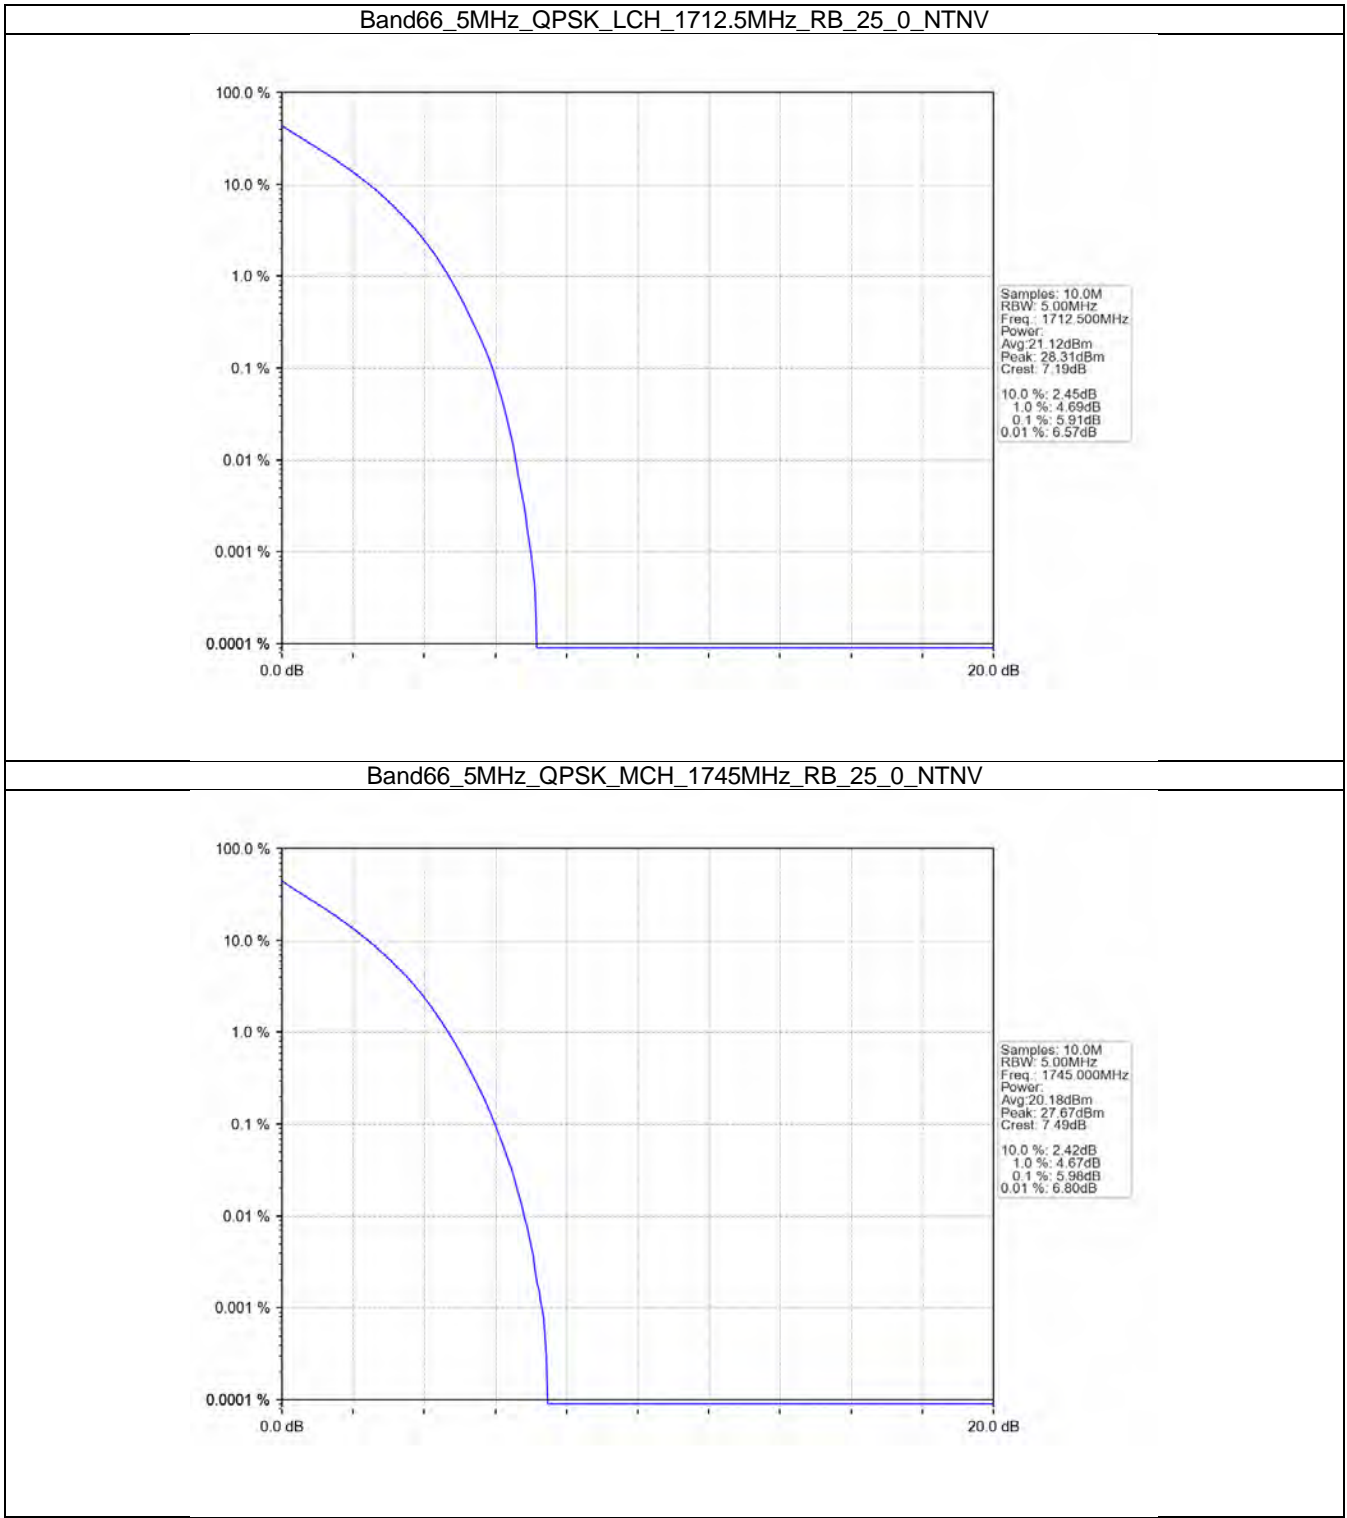 Band66_5MHz_QPSK_LCH_1712.5MHz_RB_25_0_NTNV
100.0 %
10.0 %
1.0 %
0.1 %
0.01 %
0.001 %
0.0001 %
0.0 dB
20.0 dB
Samples: 10.0M
RBW: 5.00MHz
Freq.: 1712.500MHz
Power:
Avg:21.12dBm
Peak: 28.31dBm
Crest: 7.19dB
10.0 %: 2.45dB
1.0 %: 4.69dB
0.1 %: 5.91dB
0.01 %: 6.57dB
Band66_5MHz_QPSK_MCH_1745MHz_RB_25_0_NTNV
100.0 %
10.0 %
1.0 %
0.1 %
0.01 %
0.001 %
0.0001 %
0.0 dB
20.0 dB
Samples: 10.0M
RBW: 5.00MHz
Freq.: 1745.000MHz
Power:
Avg:20.18dBm
Peak: 27.67dBm
Crest: 7.49dB
10.0 %: 2.42dB
1.0 %: 4.67dB
0.1 %: 5.98dB
0.01 %: 6.80dB